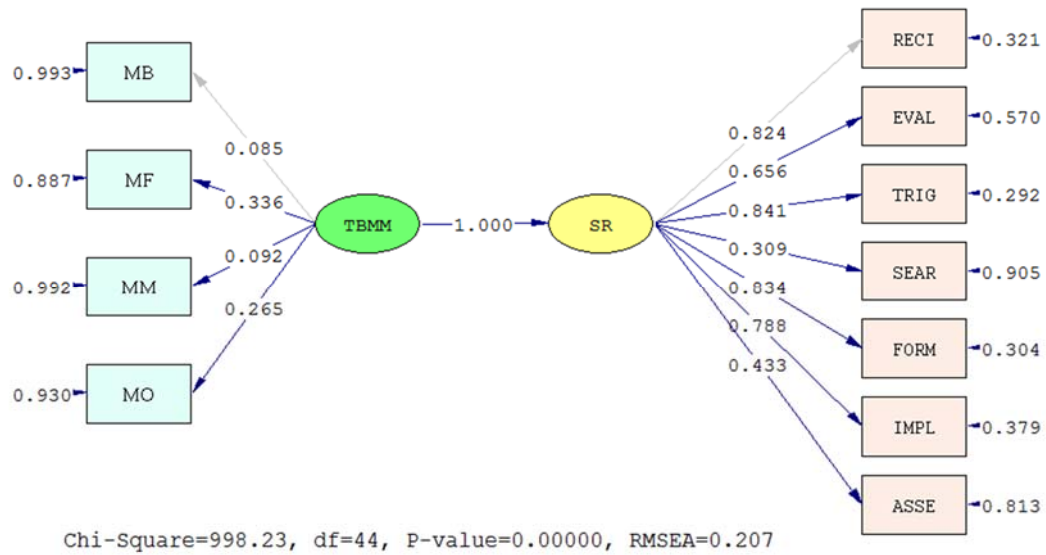 RECI
0.321
0.993
MB
EVAL
0.570
0.824
0.085
0.656
0.887
MF
TRIG
0.292
0.336
0.841
TBMM
1.000
SR
0.092
0.309
SEAR
0.905
0.992
MM
0.834
0.265
0.788
FORM
0.304
0.433
0.930
MO
IMPL
0.379
ASSE
0.813
Chi-Square=998.23, df=44, P-value=0.00000, RMSEA=0.207